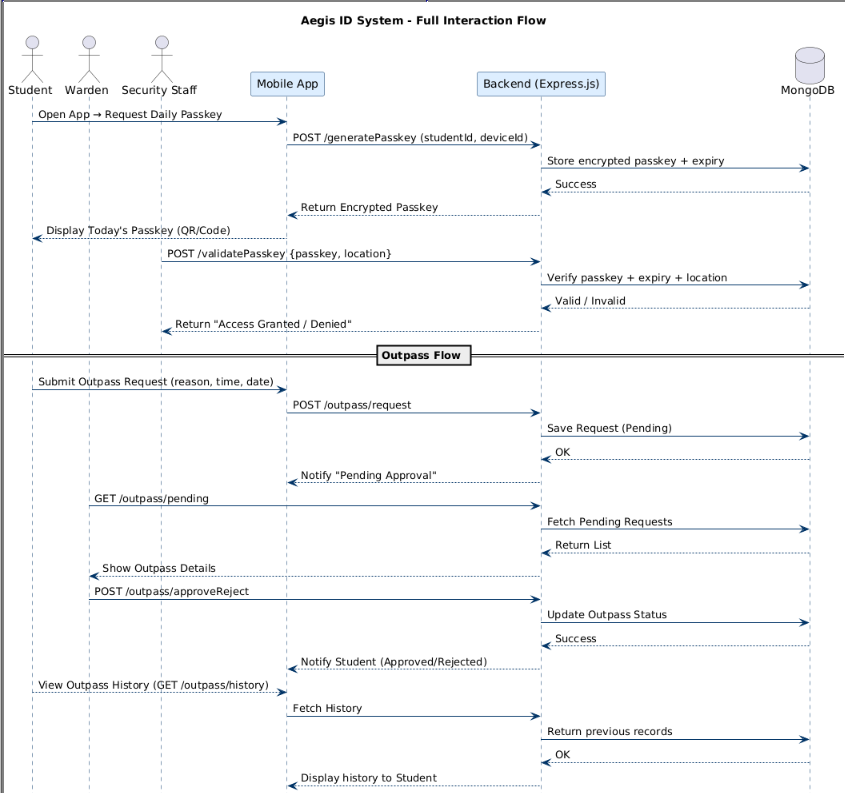 Aegis ID System - Full Interaction Flow
Student Warden Security Staff Mobile App Backend (Express.js) MongoDB
Open App → Request Daily Passkey
POST /generatePasskey (studentId, deviceId)
Store encrypted passkey + expiry
Success
Return Encrypted Passkey
Display Today's Passkey (QR/Code)
POST /validatePasskey {passkey, location}
Verify passkey + expiry + location
Valid / Invalid
Return "Access Granted / Denied"
Outpass Flow
Submit Outpass Request (reason, time, date)
POST /outpass/request
Save Request (Pending)
OK
Notify "Pending Approval"
GET /outpass/pending
Fetch Pending Requests
Return List
Show Outpass Details
POST /outpass/approveReject
Update Outpass Status
Success
Notify Student (Approved/Rejected)
View Outpass History (GET /outpass/history)
Fetch History
Return previous records
OK
Display history to Student